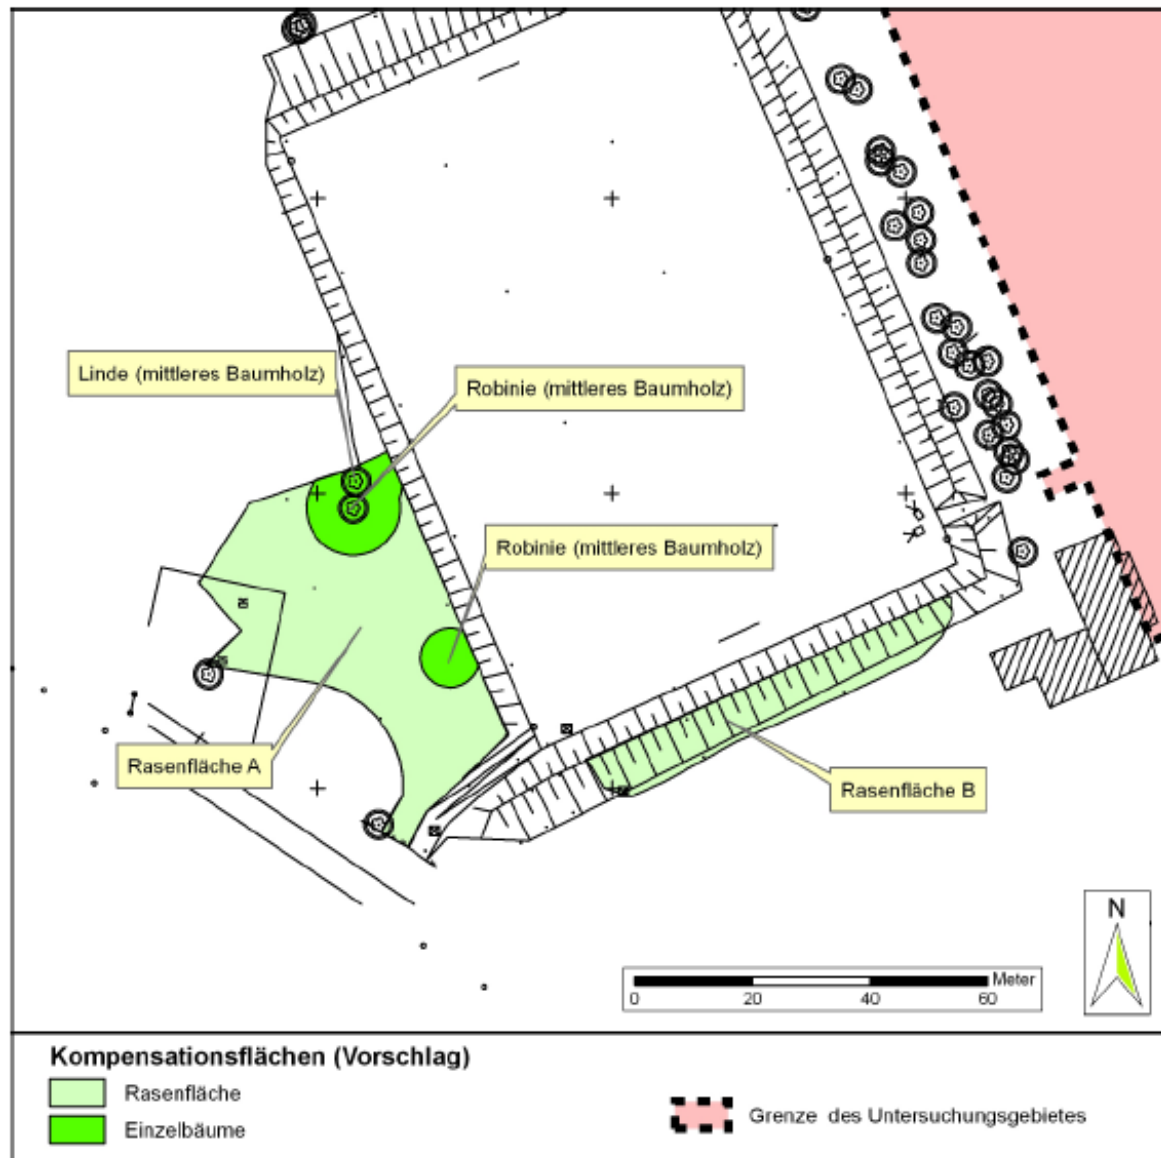 Linde (mittleres Baumholz)
Robinie (mittleres Baumholz)
Robinie (mittleres Baumholz)
Rasenfläche A
Rasenfläche B
N
Meter
0 20 40 60
Kompensationsflächen (Vorschlag)
Rasenfläche
Einzelbäume
Grenze des Untersuchungsgebietes